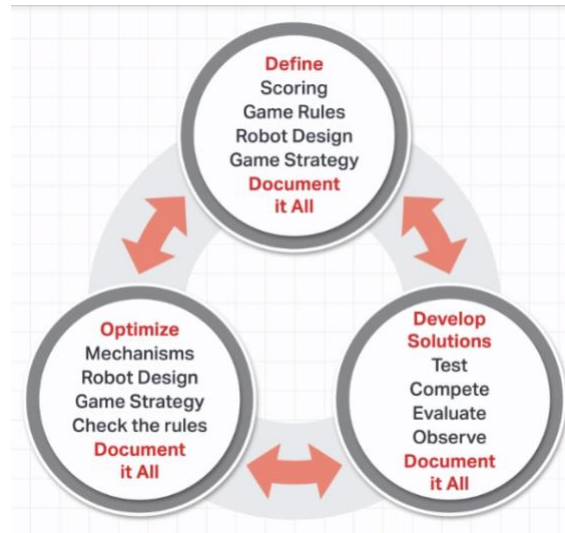 Define
Scoring
Game Rules
Robot Design
Game Strategy
Document
it All
Optimize
Mechanisms
Robot Design
Game Strategy
Check the rules
Document
it All
Develop
Solutions
Test
Compete
Evaluate
Observe
Document
it All